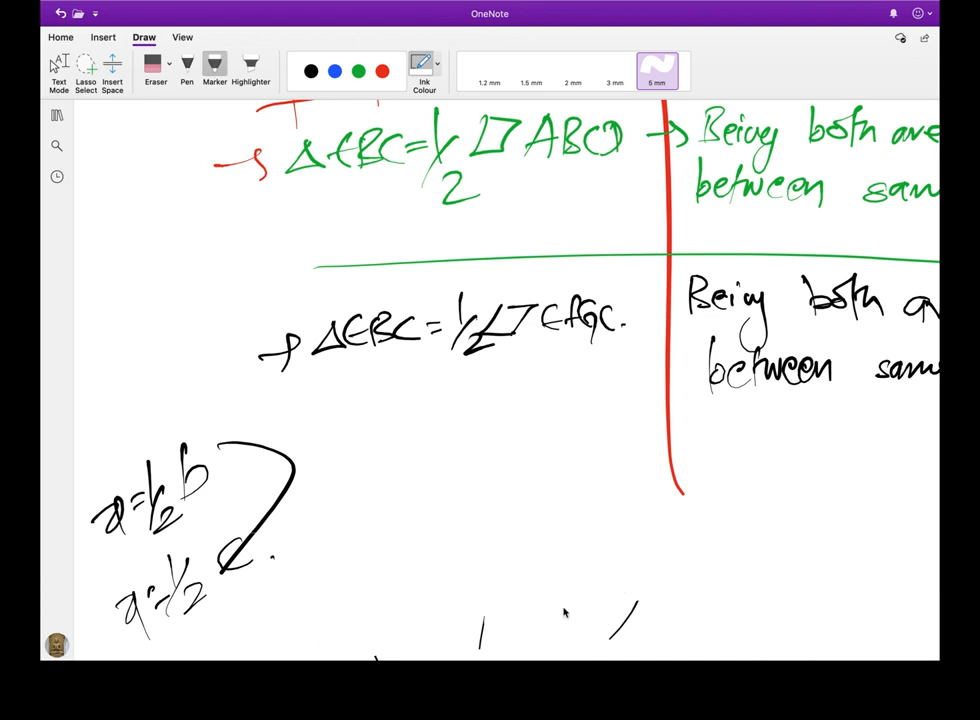 OneNote
Home Insert Draw View
Text Mode Lasso Select Insert Space Eraser Pen Marker Highlighter Ink Colour 1.2 mm 1.5 mm 2 mm 3 mm 5 mm
→ △EBC=1/2 ▱ ABCD → Being both are
between sam
→ △EBC=1/2▱ EFGC. Being both a
between sam
a=1/2 b
a=1/2 c.